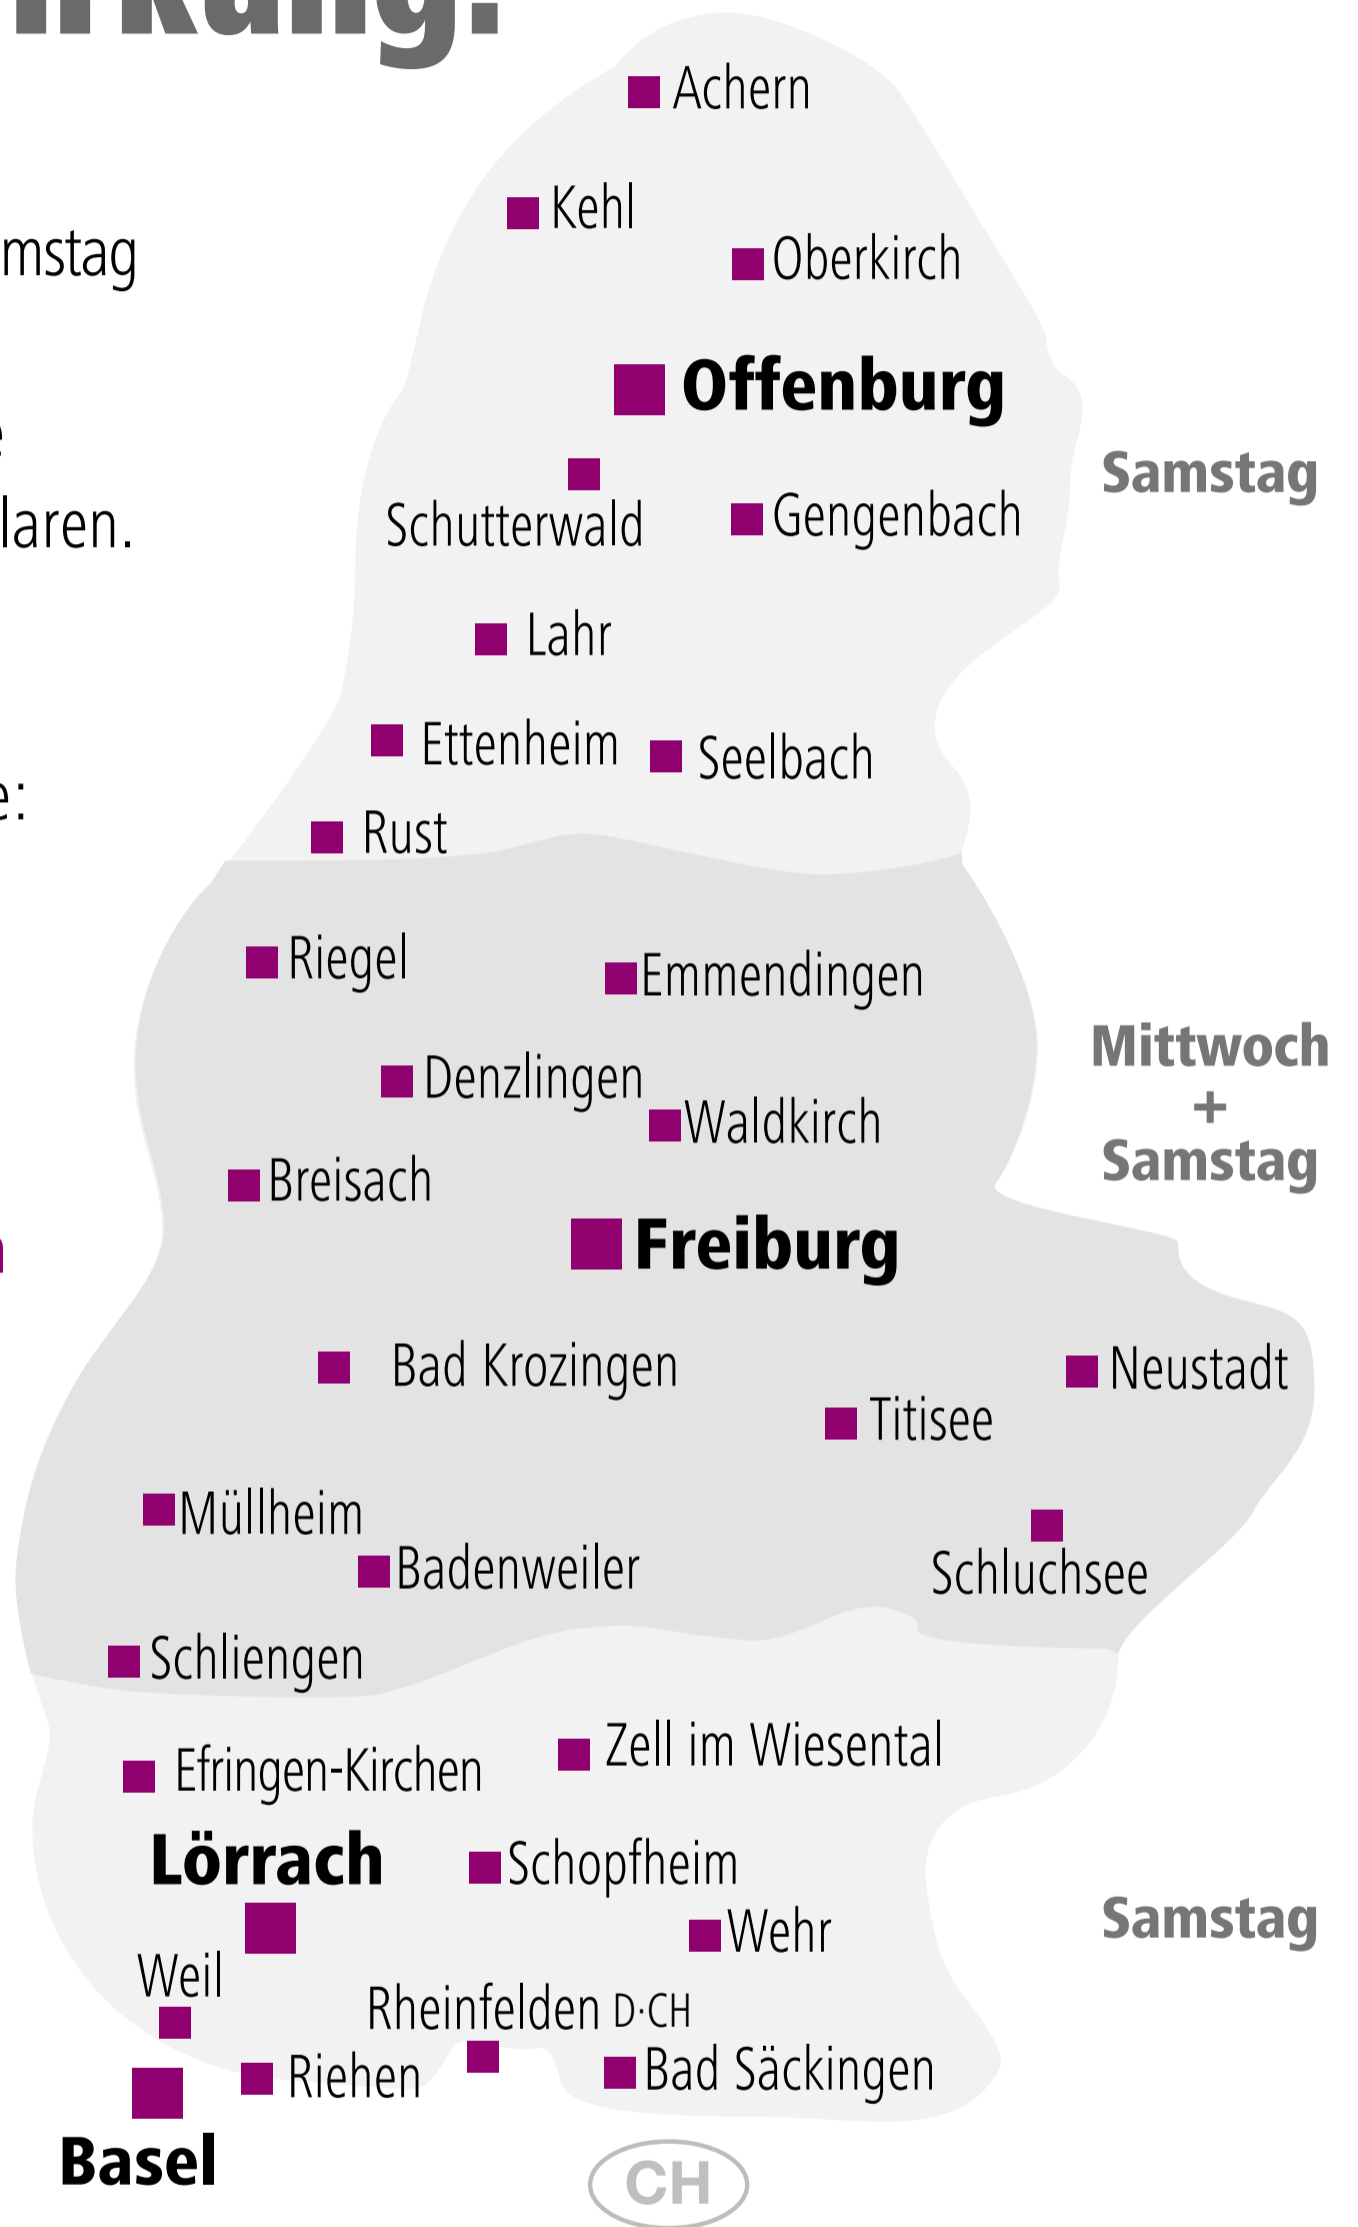 Achern
Kehl
mstag
Oberkirch
Offenburg
Samstag
Schutterwald
Gengenbach
laren.
Lahr
Ettenheim
Seelbach
e:
Rust
Riegel
Emmendingen
Mittwoch
+
Samstag
Denzlingen
Waldkirch
Breisach
Freiburg
Bad Krozingen
Neustadt
Titisee
Müllheim
Badenweiler
Schluchsee
Schliengen
Zell im Wiesental
Efringen-Kirchen
Lörrach
Schopfheim
Samstag
Wehr
Weil
Rheinfelden D·CH
Riehen
Bad Säckingen
Basel
CH